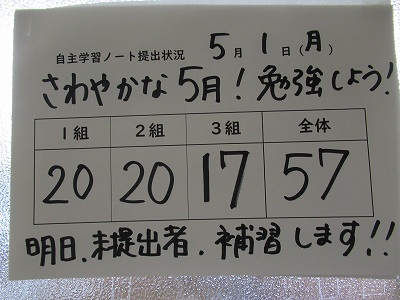 自主学習ノート提出状況 5月1日(月)
さわやかな5月!勉強しよう!
1組 2組 3組 全体
20 20 17 57
明日、未提出者、補習します!!